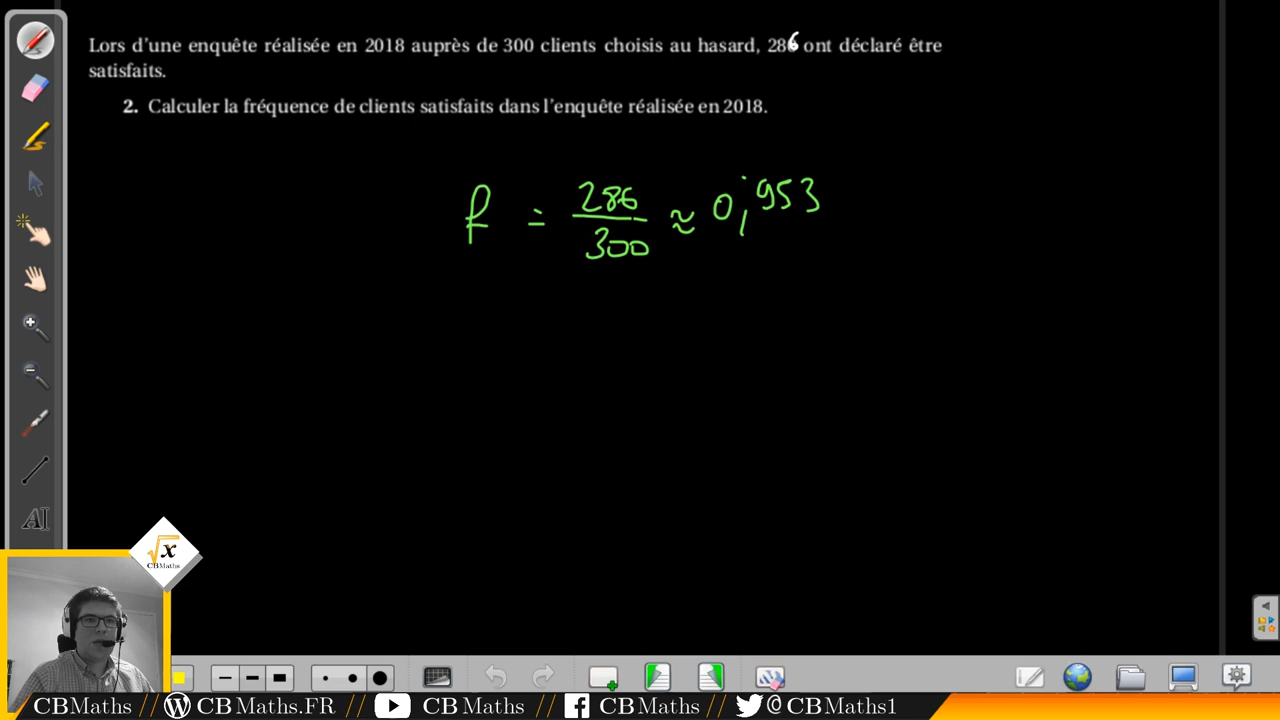 Lors d'une enquête réalisée en 2018 auprès de 300 clients choisis au hasard, 286 ont déclaré être
satisfaits.
2. Calculer la fréquence de clients satisfaits dans l'enquête réalisée en 2018.
f = 286/300 ≈ 0,953
AI
√x
CBMaths
CBMaths // CBMaths.FR // CBMaths // CBMaths // @CBMaths1